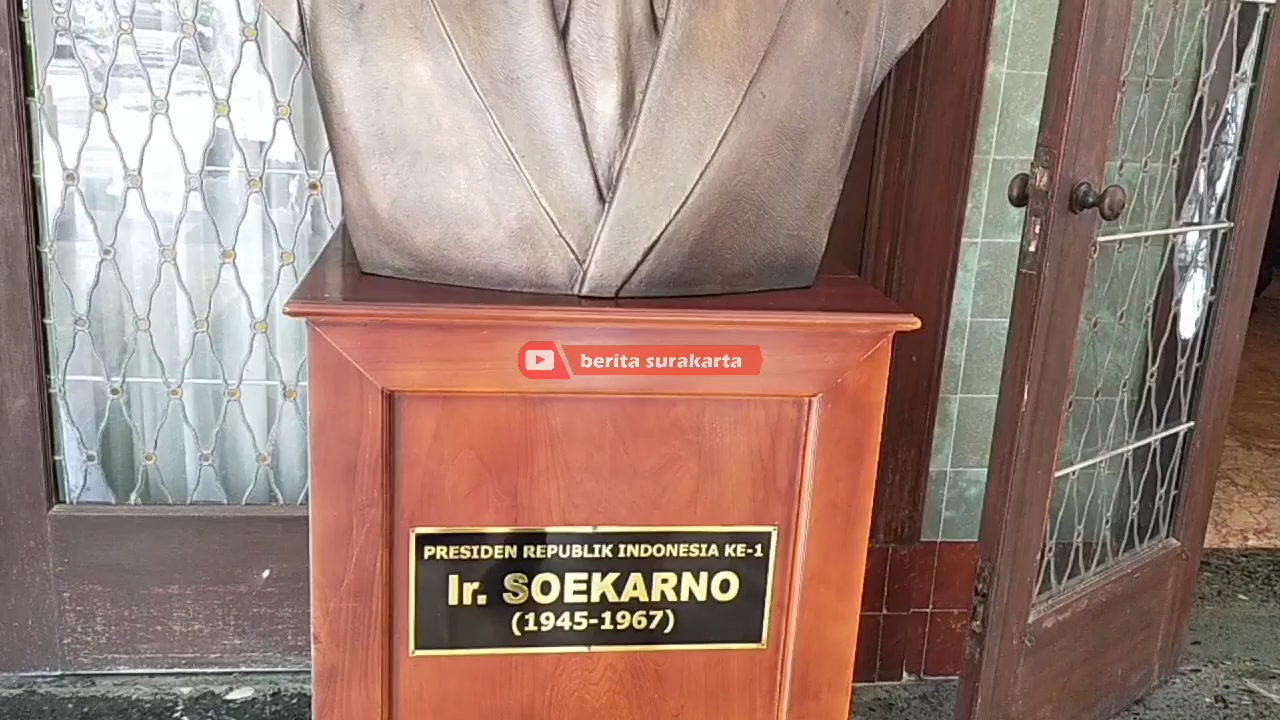 berita surakarta
PRESIDEN REPUBLIK INDONESIA KE-1
Ir. SOEKARNO
(1945-1967)